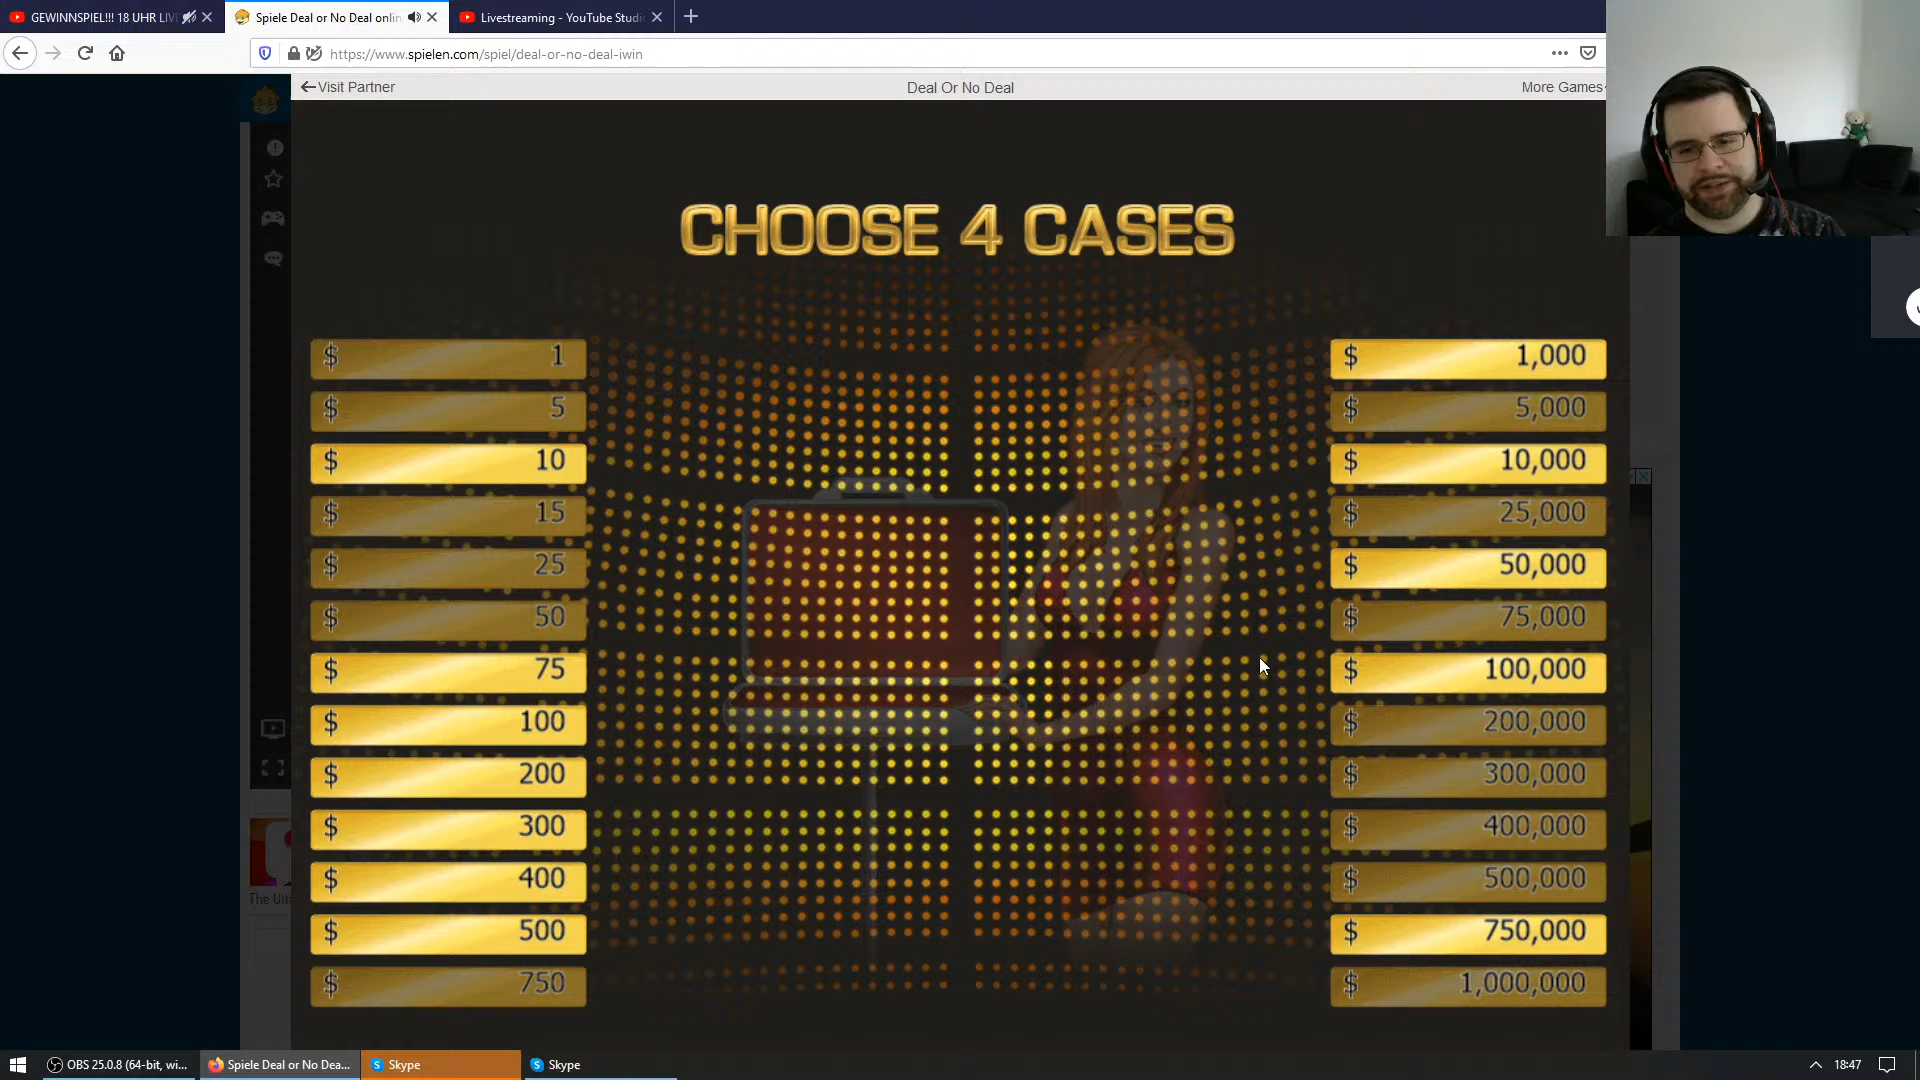 GEWINNSPIEL!!! 18 UHR LIV
Spiele Deal or No Deal onlin
Livestreaming - YouTube Studi
https://www.spielen.com/spiel/deal-or-no-deal-iwin
Visit Partner
Deal Or No Deal
More Games
CHOOSE 4 CASES
$ 1
$ 5
$ 10
$ 15
$ 25
$ 50
$ 75
$ 100
$ 200
$ 300
$ 400
$ 500
$ 750
$ 1,000
$ 5,000
$ 10,000
$ 25,000
$ 50,000
$ 75,000
$ 100,000
$ 200,000
$ 300,000
$ 400,000
$ 500,000
$ 750,000
$ 1,000,000
The Ult
OBS 25.0.8 (64-bit, wi...
Spiele Deal or No Dea...
Skype
Skype
18:47